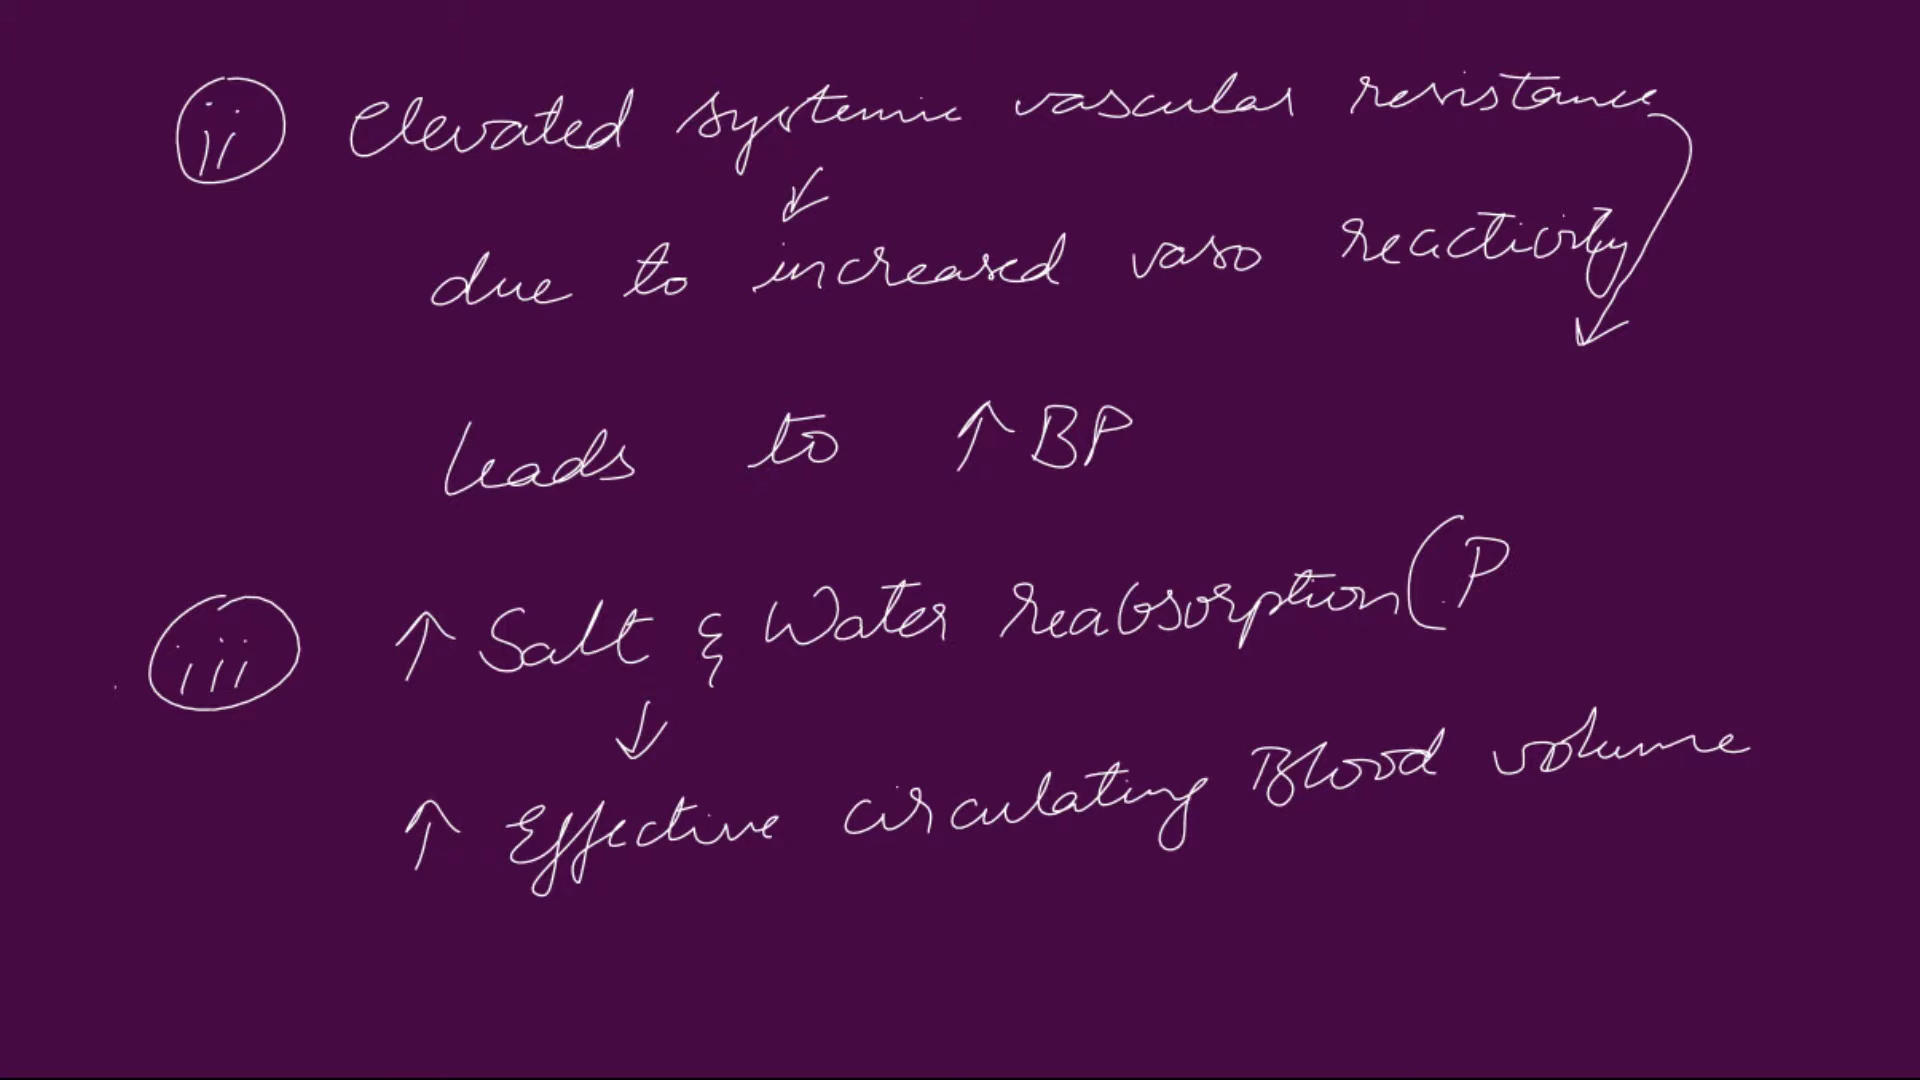 ii Elevated systemic vascular resistance
↓
due to increased vaso reactivity
↓
leads to ↑ BP
iii ↑ Salt & Water reabsorption (P
↓
↑ Effective circulating Blood volume